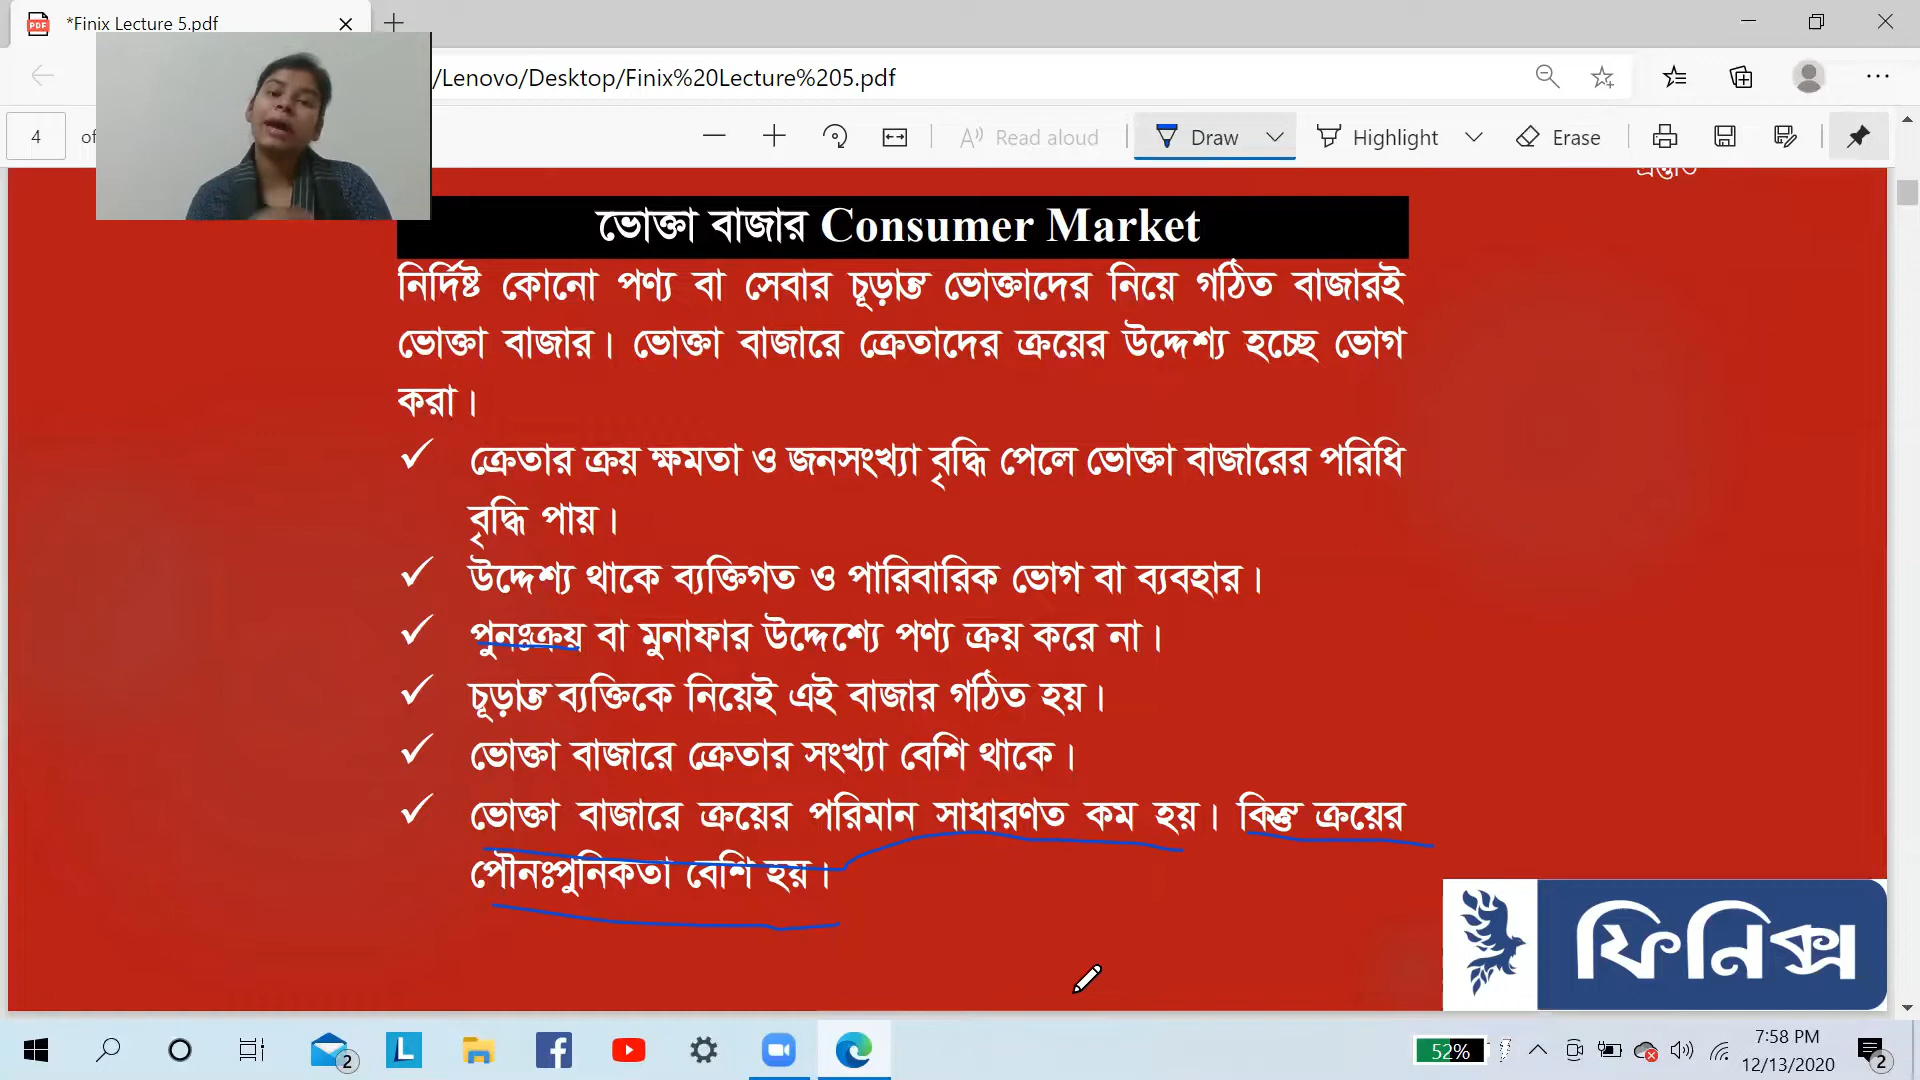 *Finix Lecture 5.pdf
/Lenovo/Desktop/Finix%20Lecture%205.pdf
4 of
Read aloud
Draw
Highlight
Erase
ভোক্তা বাজার Consumer Market
নির্দিষ্ট কোনো পণ্য বা সেবার চূড়ান্ত ভোক্তাদের নিয়ে গঠিত বাজারই
ভোক্তা বাজার। ভোক্তা বাজারে ক্রেতাদের ক্রয়ের উদ্দেশ্য হচ্ছে ভোগ
করা।
✓ ক্রেতার ক্রয় ক্ষমতা ও জনসংখ্যা বৃদ্ধি পেলে ভোক্তা বাজারের পরিধি
বৃদ্ধি পায়।
✓ উদ্দেশ্য থাকে ব্যক্তিগত ও পারিবারিক ভোগ বা ব্যবহার।
✓ পুনঃক্রয় বা মুনাফার উদ্দেশ্যে পণ্য ক্রয় করে না।
✓ চূড়ান্ত ব্যক্তিকে নিয়েই এই বাজার গঠিত হয়।
✓ ভোক্তা বাজারে ক্রেতার সংখ্যা বেশি থাকে।
✓ ভোক্তা বাজারে ক্রয়ের পরিমান সাধারণত কম হয়। কিন্তু ক্রয়ের
পৌনঃপুনিকতা বেশি হয়।
ফিনিক্স
2
L
52%
7:58 PM
12/13/2020
2